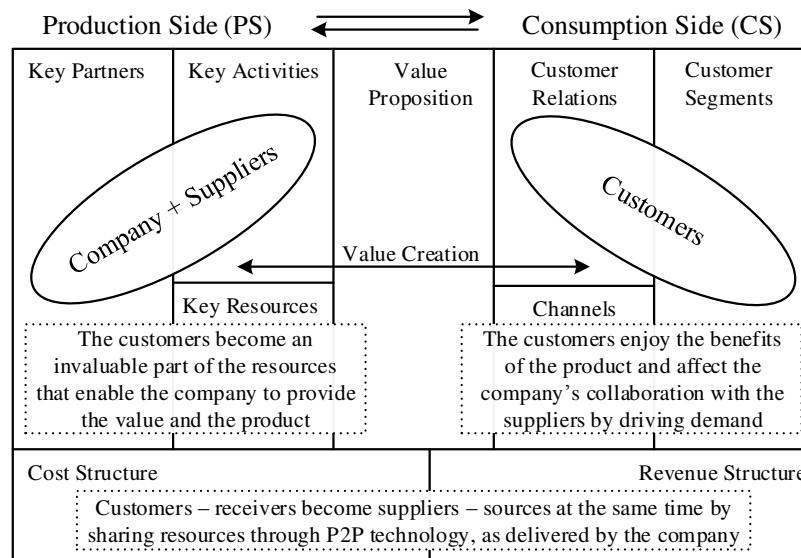 Production Side (PS)
Consumption Side (CS)
Key Partners
Key Activities
Value
Proposition
Customer
Relations
Customer
Segments
Company + Suppliers
Customers
Value Creation
Key Resources
Channels
The customers become an
invaluable part of the resources
that enable the company to provide
the value and the product
The customers enjoy the benefits
of the product and affect the
company's collaboration with the
suppliers by driving demand
Cost Structure
Revenue Structure
Customers – receivers become suppliers – sources at the same time by
sharing resources through P2P technology, as delivered by the company